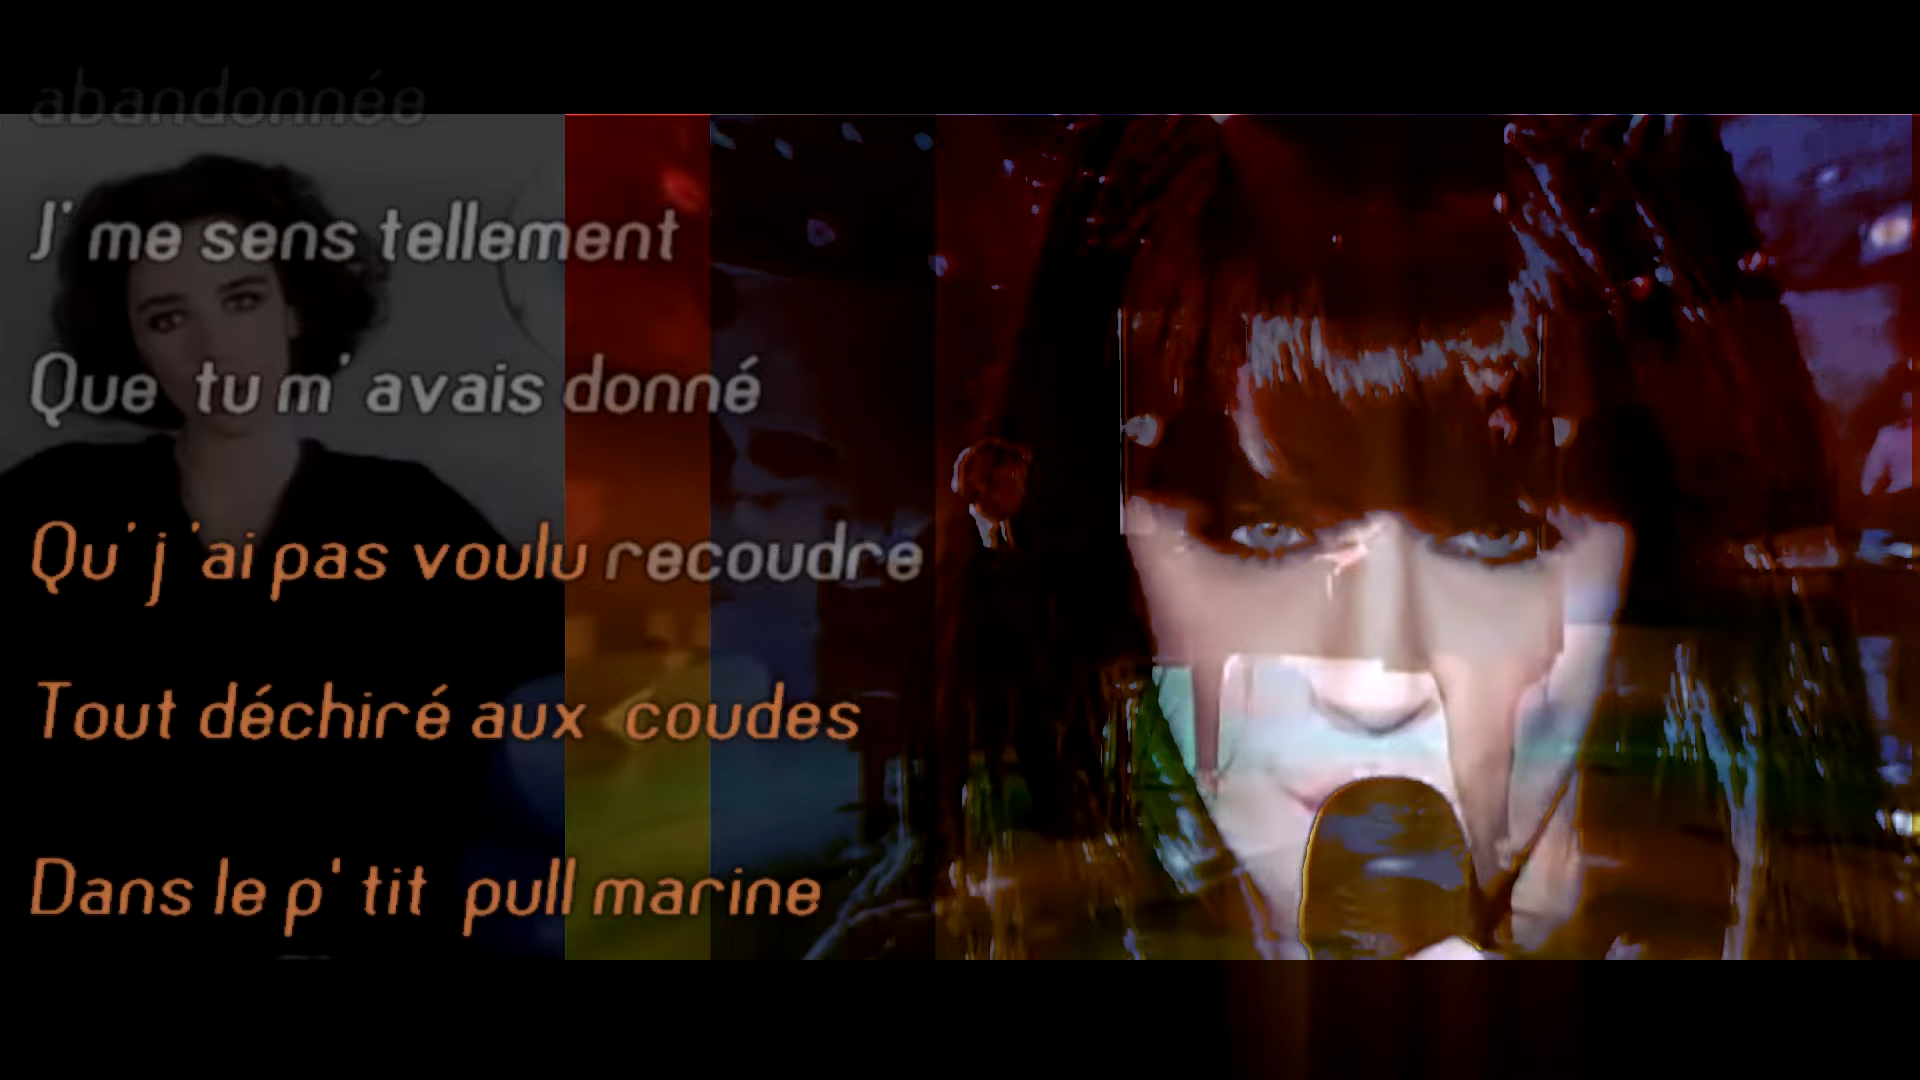 abandonnée
J' me sens tellement
Que tu m' avais donné
Qu' j 'ai pas voulu recoudre
Tout déchiré aux coudes
Dans le p' tit pull marine